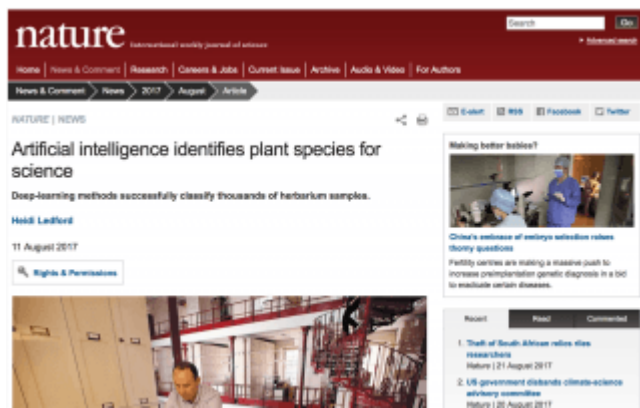 nature International weekly journal of science
Search Go
Advanced search
Home News & Comment Research Careers & Jobs Current Issue Archive Audio & Video For Authors
News & Comment News 2017 August Article
NATURE | NEWS
Artificial intelligence identifies plant species for
science
Deep-learning methods successfully classify thousands of herbarium samples.
Heidi Ledford
11 August 2017
Rights & Permissions
E-alert RSS Facebook Twitter
Making better babies?
China's embrace of embryo selection raises
thorny questions
Fertility centres are making a massive push to
increase preimplantation genetic diagnosis in a bid
to eradicate certain diseases.
Recent Read Commented
1. Theft of South African relics riles
researchers
Nature | 21 August 2017
2. US government disbands climate-science
advisory committee
Nature | 20 August 2017